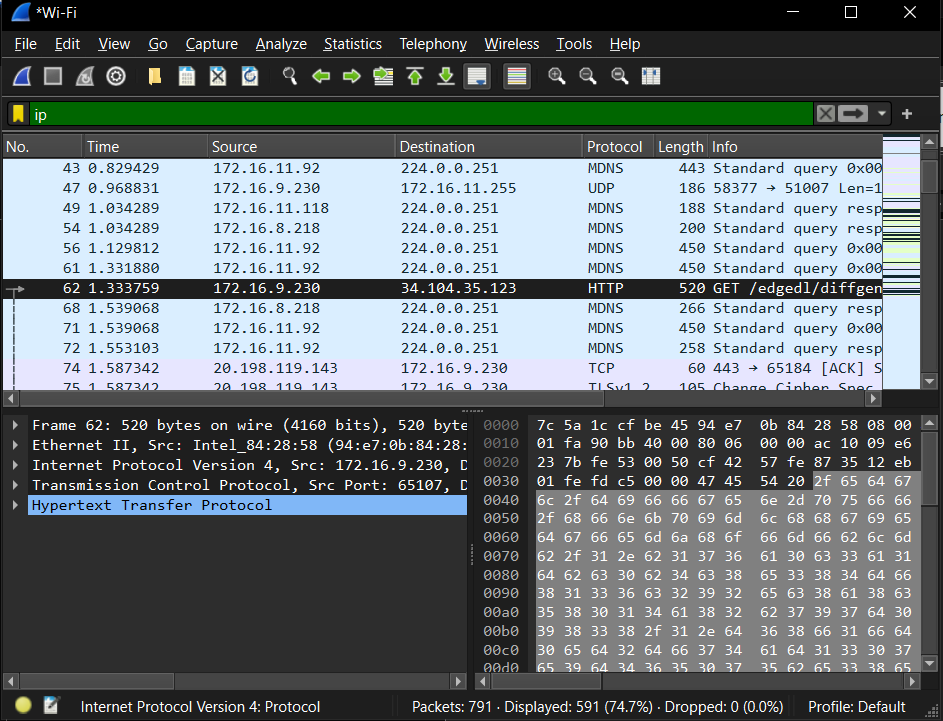 *Wi-Fi
File Edit View Go Capture Analyze Statistics Telephony Wireless Tools Help
ip
No. Time Source Destination Protocol Length Info
43 0.829429 172.16.11.92 224.0.0.251 MDNS 443 Standard query 0x00
47 0.968831 172.16.9.230 172.16.11.255 UDP 186 58377 → 51007 Len=1
49 1.034289 172.16.11.118 224.0.0.251 MDNS 188 Standard query resp
54 1.034289 172.16.8.218 224.0.0.251 MDNS 200 Standard query resp
56 1.129812 172.16.11.92 224.0.0.251 MDNS 450 Standard query 0x00
61 1.331880 172.16.11.92 224.0.0.251 MDNS 450 Standard query 0x00
62 1.333759 172.16.9.230 34.104.35.123 HTTP 520 GET /edgedl/diffgen
68 1.539068 172.16.8.218 224.0.0.251 MDNS 266 Standard query resp
71 1.539068 172.16.11.92 224.0.0.251 MDNS 450 Standard query 0x00
72 1.553103 172.16.11.92 224.0.0.251 MDNS 258 Standard query resp
74 1.587342 20.198.119.143 172.16.9.230 TCP 60 443 → 65184 [ACK] S
75 1.587342 20.198.119.143 172.16.9.230 TLSv1.2 105 Change Cipher Spec
Frame 62: 520 bytes on wire (4160 bits), 520 byte
Ethernet II, Src: Intel_84:28:58 (94:e7:0b:84:28:
Internet Protocol Version 4, Src: 172.16.9.230, D
Transmission Control Protocol, Src Port: 65107, D
Hypertext Transfer Protocol
0000 7c 5a 1c cf be 45 94 e7 0b 84 28 58 08 00
0010 01 fa 90 bb 40 00 80 06 00 00 ac 10 09 e6
0020 23 7b fe 53 00 50 cf 42 57 fe 87 35 12 eb
0030 01 fe fd c5 00 00 47 45 54 20 2f 65 64 67
0040 6c 2f 64 69 66 66 67 65 6e 2d 70 75 66 66
0050 2f 68 66 6e 6b 70 69 6d 6c 68 68 67 69 65
0060 64 67 66 65 6d 6a 68 6f 66 6d 66 62 6c 6d
0070 62 2f 31 2e 62 31 37 36 61 30 63 33 61 31
0080 64 62 63 30 62 34 63 38 65 33 38 34 64 66
0090 38 31 33 36 63 32 39 32 65 63 38 61 38 63
00a0 35 38 30 31 34 61 38 32 62 37 39 37 64 30
00b0 39 38 33 38 2f 31 2e 64 36 38 66 31 66 64
00c0 30 65 64 32 64 66 37 34 61 64 31 33 30 37
00d0 65 39 64 34 36 35 30 37 35 62 65 33 38 65
Internet Protocol Version 4: Protocol Packets: 791 · Displayed: 591 (74.7%) · Dropped: 0 (0.0%) Profile: Default